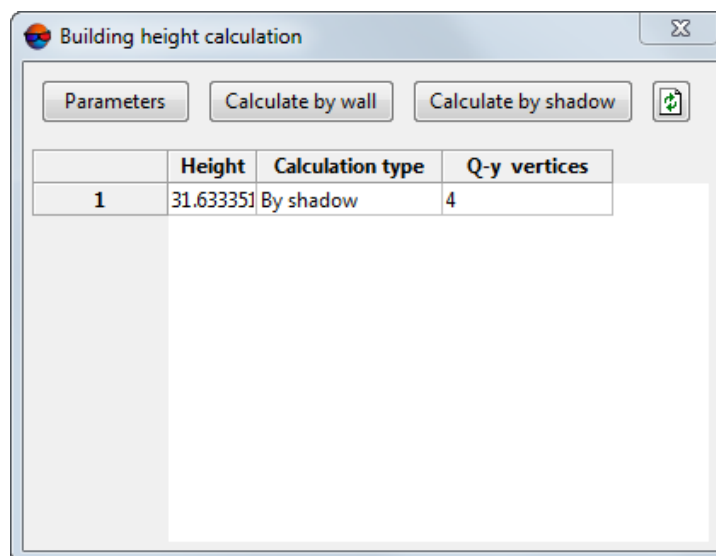 Building height calculation
Parameters Calculate by wall Calculate by shadow
Height Calculation type Q-y vertices
1 31.633351 By shadow 4